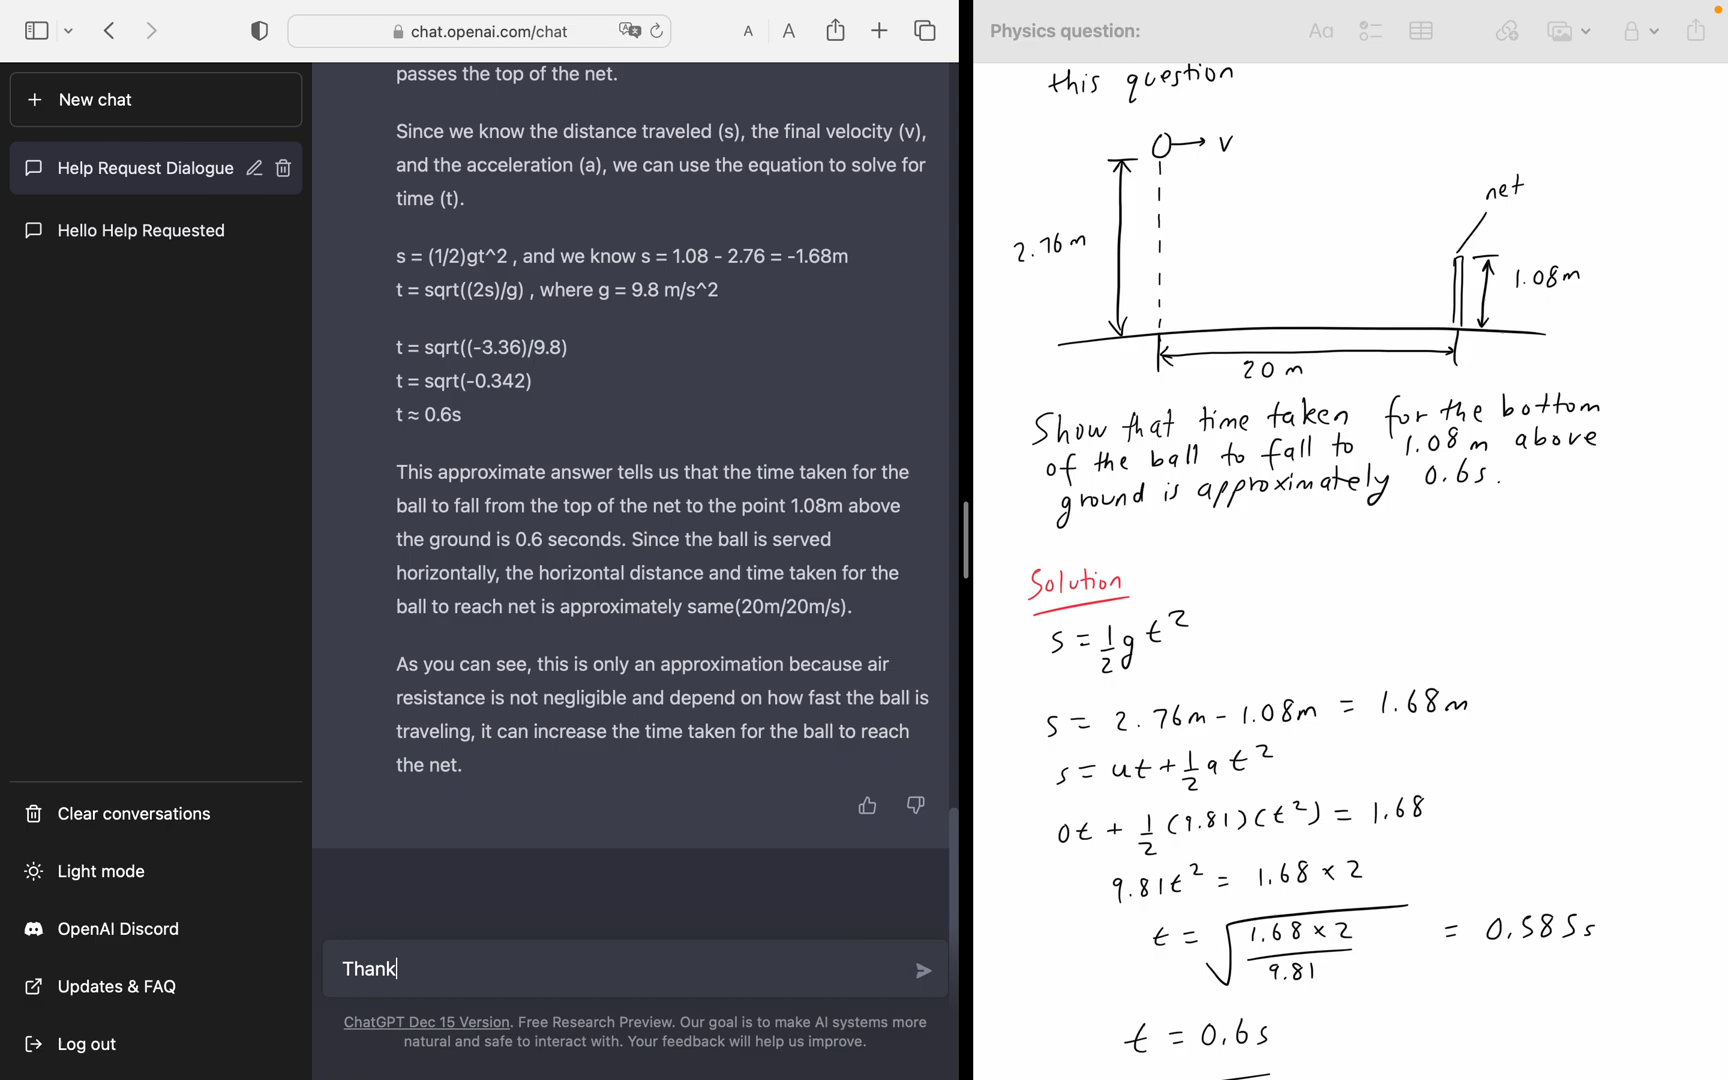 chat.openai.com/chat
A
A
New chat
Help Request Dialogue
Hello Help Requested
Clear conversations
Light mode
OpenAI Discord
Updates & FAQ
Log out
passes the top of the net.
Since we know the distance traveled (s), the final velocity (v),
and the acceleration (a), we can use the equation to solve for
time (t).
s = (1/2)gt^2 , and we know s = 1.08 - 2.76 = -1.68m
t = sqrt((2s)/g) , where g = 9.8 m/s^2
t = sqrt((-3.36)/9.8)
t = sqrt(-0.342)
t ≈ 0.6s
This approximate answer tells us that the time taken for the
ball to fall from the top of the net to the point 1.08m above
the ground is 0.6 seconds. Since the ball is served
horizontally, the horizontal distance and time taken for the
ball to reach net is approximately same(20m/20m/s).
As you can see, this is only an approximation because air
resistance is not negligible and depend on how fast the ball is
traveling, it can increase the time taken for the ball to reach
the net.
Thank
ChatGPT Dec 15 Version. Free Research Preview. Our goal is to make AI systems more
natural and safe to interact with. Your feedback will help us improve.
Physics question:
Aa
this question
v
net
2.76m
1.08m
20 m
Show that time taken for the bottom
of the ball to fall to 1.08m above
ground is approximately 0.6s.
Solution
s = 1/2 g t²
s = 2.76m - 1.08m = 1.68m
s = ut + 1/2 a t²
0t + 1/2 (9.81)(t²) = 1.68
9.81t² = 1.68 × 2
t = √(1.68 × 2 / 9.81) = 0.585s
t = 0.6s